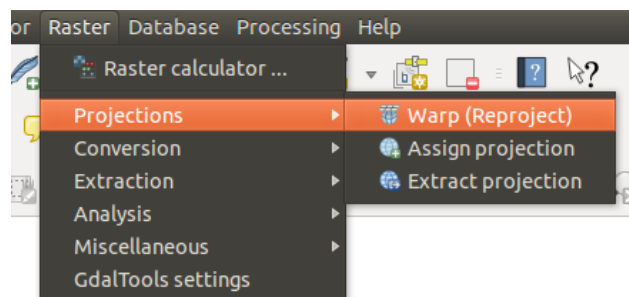 or Raster Database Processing Help
Raster calculator ...
Projections
Warp (Reproject)
Conversion
Assign projection
Extraction
Extract projection
Analysis
Miscellaneous
GdalTools settings